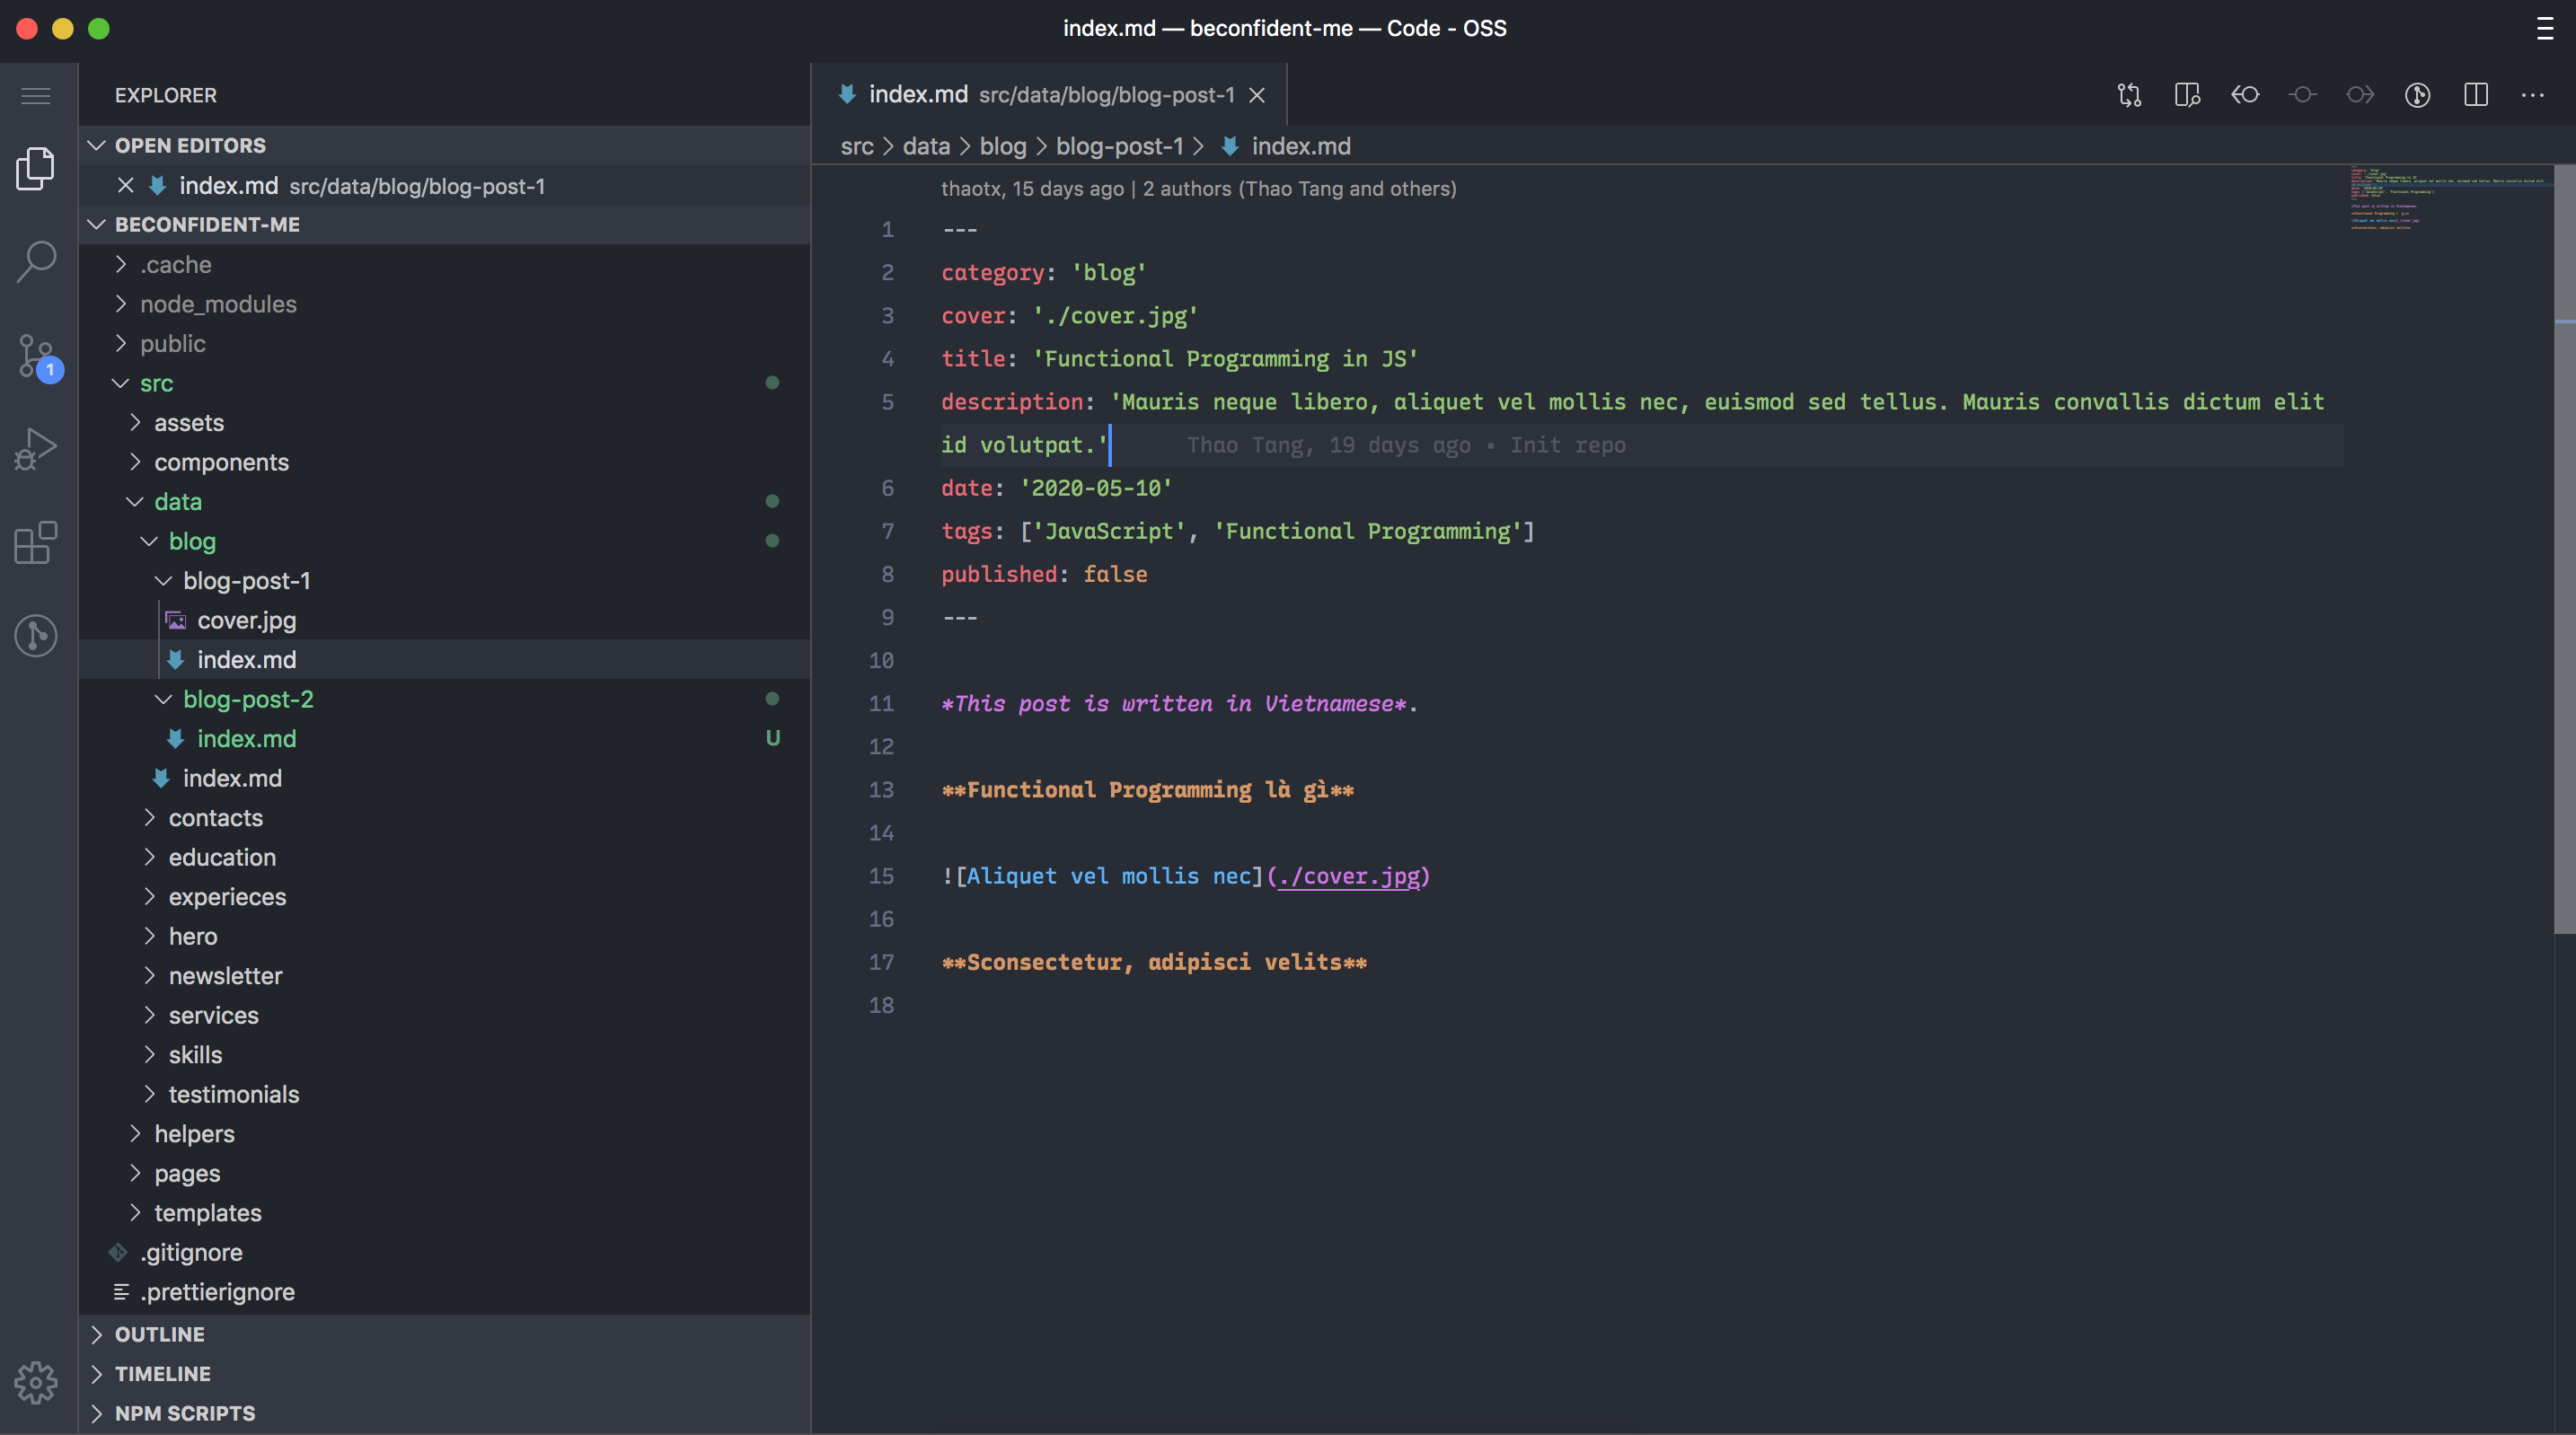 index.md — beconfident-me — Code - OSS
EXPLORER
OPEN EDITORS
index.md src/data/blog/blog-post-1
BECONFIDENT-ME
.cache
node_modules
public
src
assets
components
data
blog
blog-post-1
cover.jpg
index.md
blog-post-2
index.md U
index.md
contacts
education
experieces
hero
newsletter
services
skills
testimonials
helpers
pages
templates
.gitignore
.prettierignore
OUTLINE
TIMELINE
NPM SCRIPTS
1
index.md src/data/blog/blog-post-1
src > data > blog > blog-post-1 > index.md
thaotx, 15 days ago | 2 authors (Thao Tang and others)
1 ---
2 category: 'blog'
3 cover: './cover.jpg'
4 title: 'Functional Programming in JS'
5 description: 'Mauris neque libero, aliquet vel mollis nec, euismod sed tellus. Mauris convallis dictum elit
id volutpat.' Thao Tang, 19 days ago • Init repo
6 date: '2020-05-10'
7 tags: ['JavaScript', 'Functional Programming']
8 published: false
9 ---
10
11 *This post is written in Vietnamese*.
12
13 **Functional Programming là gì**
14
15 ![Aliquet vel mollis nec](./cover.jpg)
16
17 **Sconsectetur, adipisci velits**
18